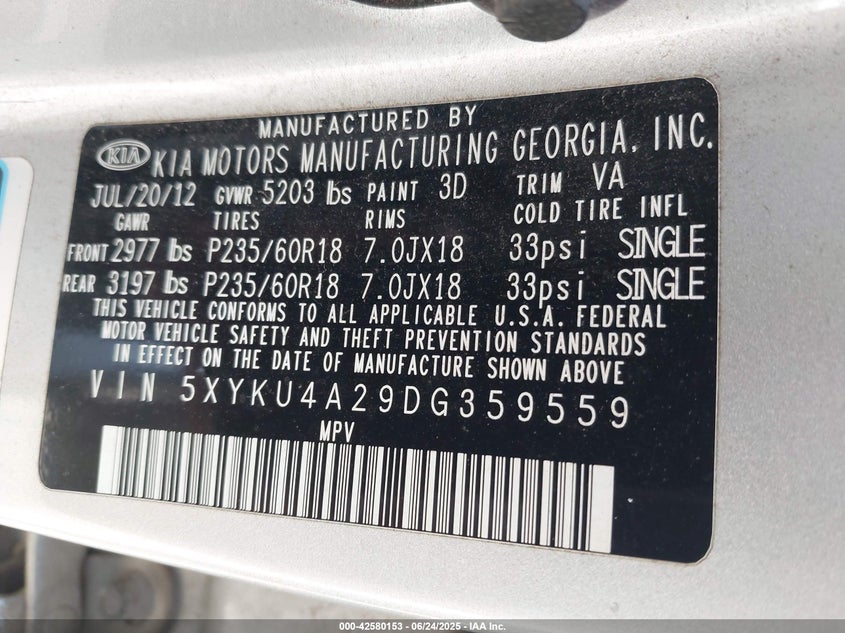 MANUFACTURED BY
KIA KIA MOTORS MANUFACTURING GEORGIA, INC.
JUL/20/12 GVWR 5203 lbs PAINT 3D TRIM VA
GAWR TIRES RIMS COLD TIRE INFL
FRONT 2977 lbs P235/60R18 7.0JX18 33psi SINGLE
REAR 3197 lbs P235/60R18 7.0JX18 33psi SINGLE
THIS VEHICLE CONFORMS TO ALL APPLICABLE U.S.A. FEDERAL
MOTOR VEHICLE SAFETY AND THEFT PREVENTION STANDARDS
IN EFFECT ON THE DATE OF MANUFACTURE SHOWN ABOVE
VIN 5XYKU4A29DG359559
MPV
000-42580153 - 06/24/2025 - IAA Inc.